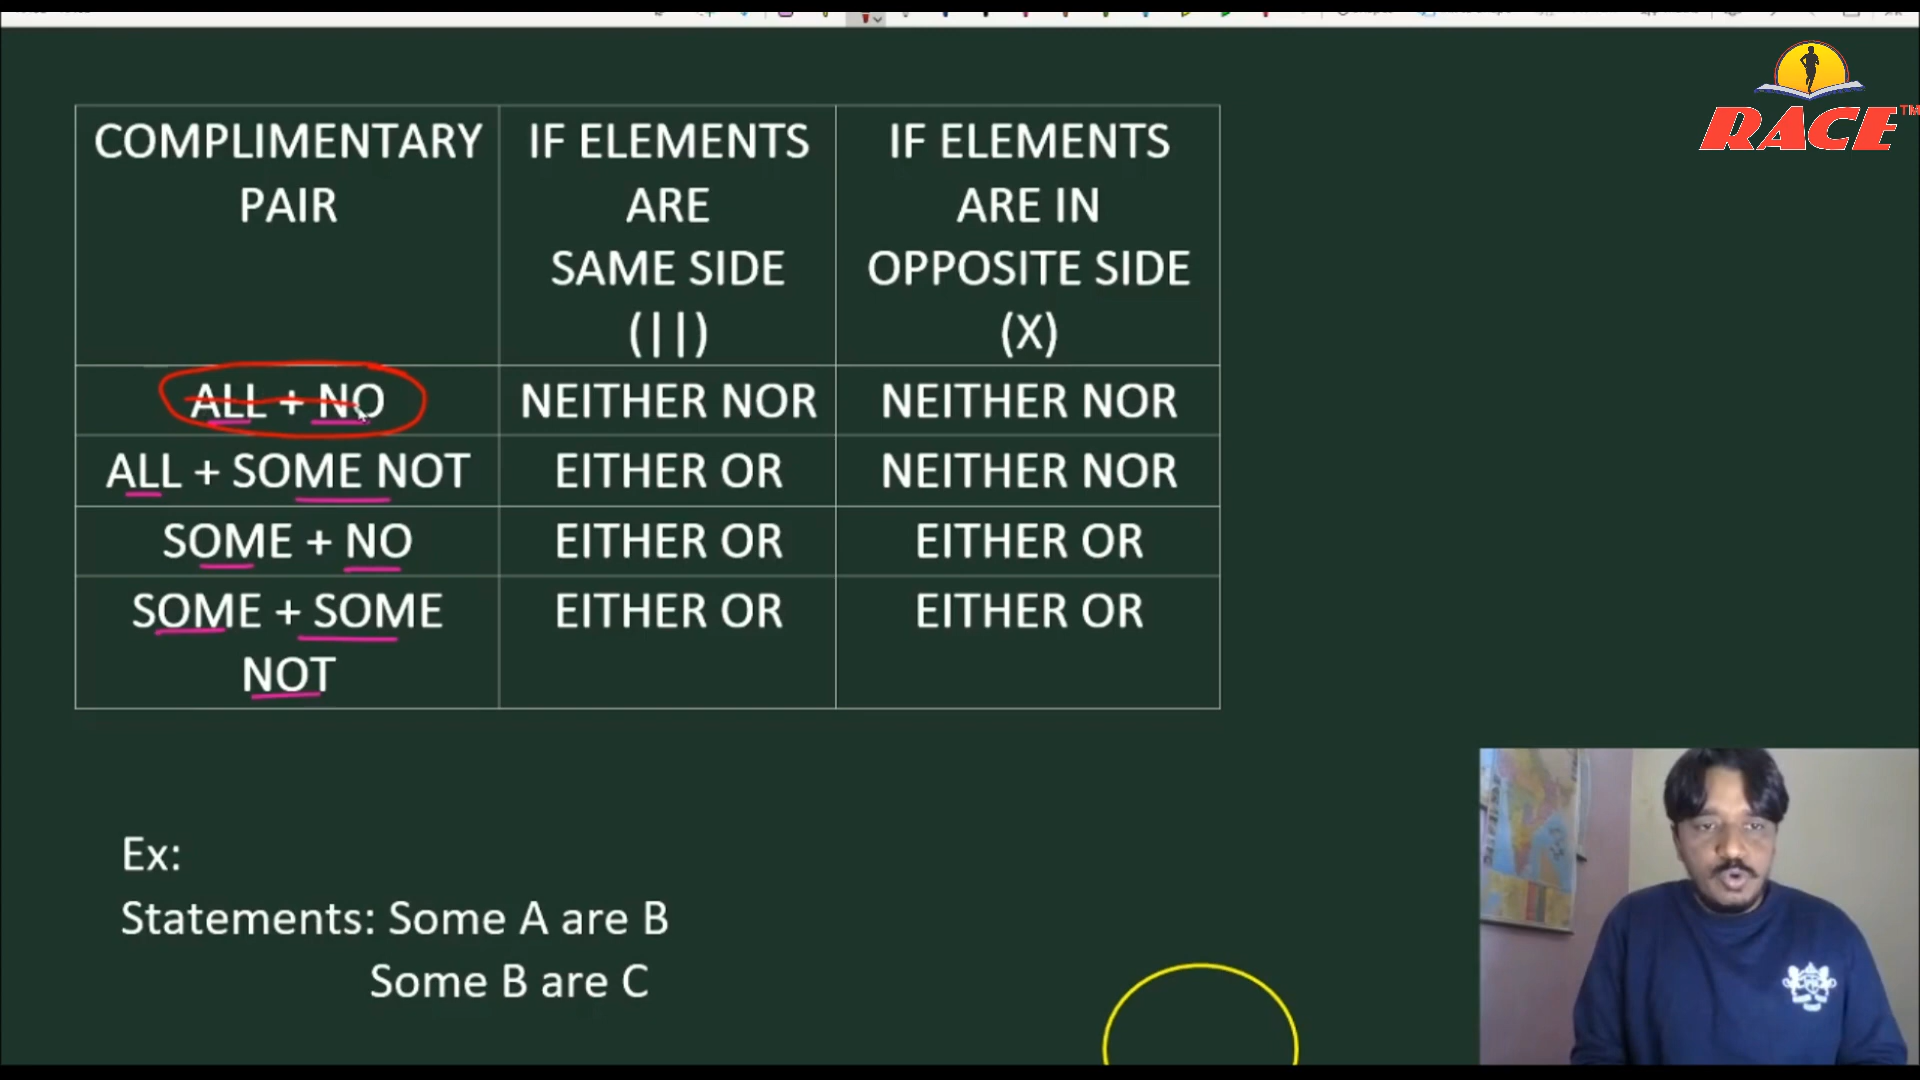 RACE™
COMPLIMENTARY
PAIR
IF ELEMENTS
ARE
SAME SIDE
(||)
IF ELEMENTS
ARE IN
OPPOSITE SIDE
(X)
ALL + NO
NEITHER NOR
NEITHER NOR
ALL + SOME NOT
EITHER OR
NEITHER NOR
SOME + NO
EITHER OR
EITHER OR
SOME + SOME
NOT
EITHER OR
EITHER OR
Ex:
Statements: Some A are B
Some B are C